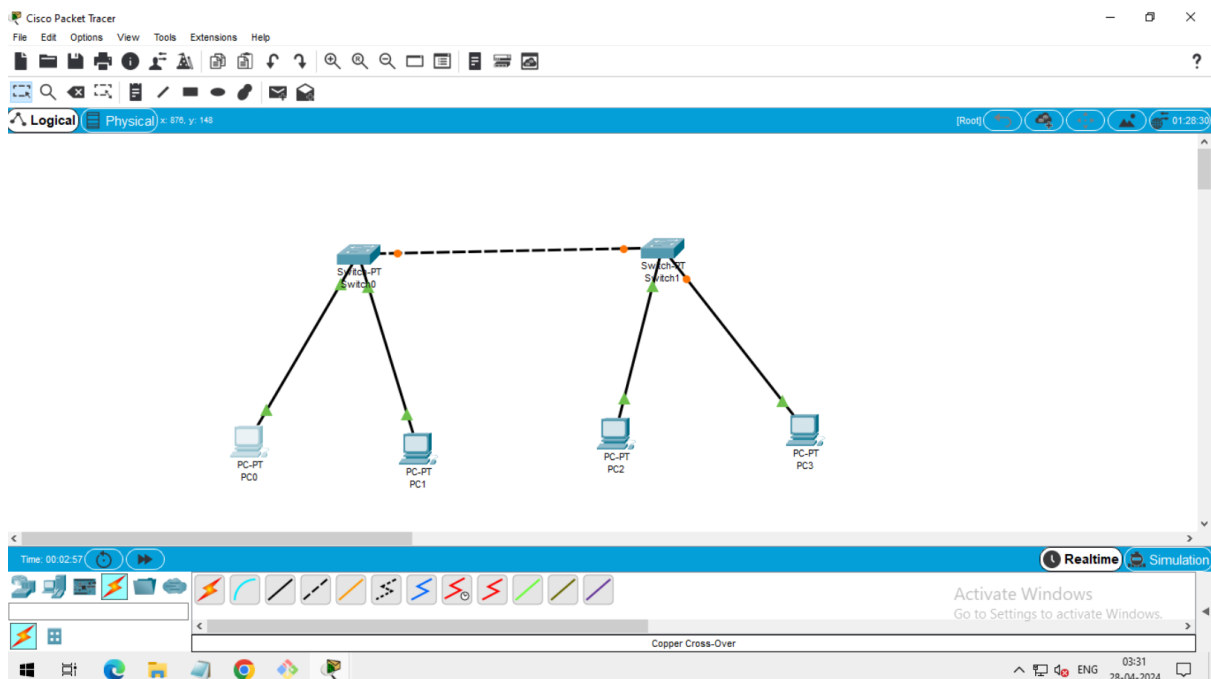 Cisco Packet Tracer
File Edit Options View Tools Extensions Help
?
Logical Physical x: 876, y: 148 [Root] 01:28:30
Switch-PT
Switch0
Switch-PT
Switch1
PC-PT
PC0
PC-PT
PC1
PC-PT
PC2
PC-PT
PC3
Time: 00:02:57 Realtime Simulation
Activate Windows
Go to Settings to activate Windows.
Copper Cross-Over
ENG 03:31
28-04-2024